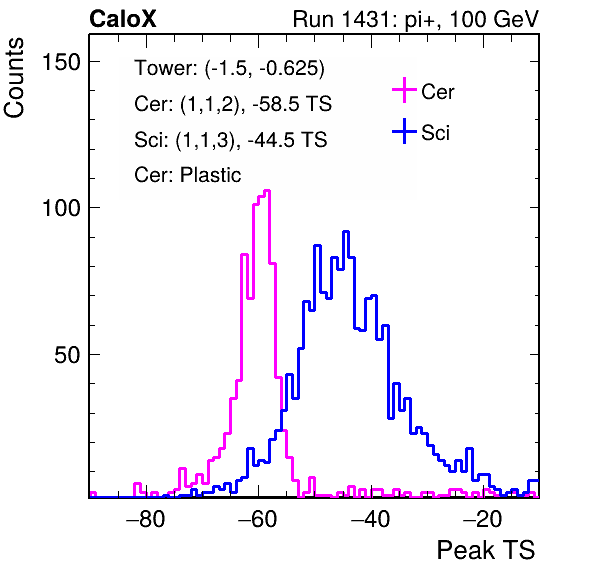 CaloX Run 1431: pi+, 100 GeV
Counts
150
100
50
Tower: (-1.5, -0.625)
Cer: (1,1,2), -58.5 TS
Sci: (1,1,3), -44.5 TS
Cer: Plastic
Cer
Sci
−80 −60 −40 −20
Peak TS